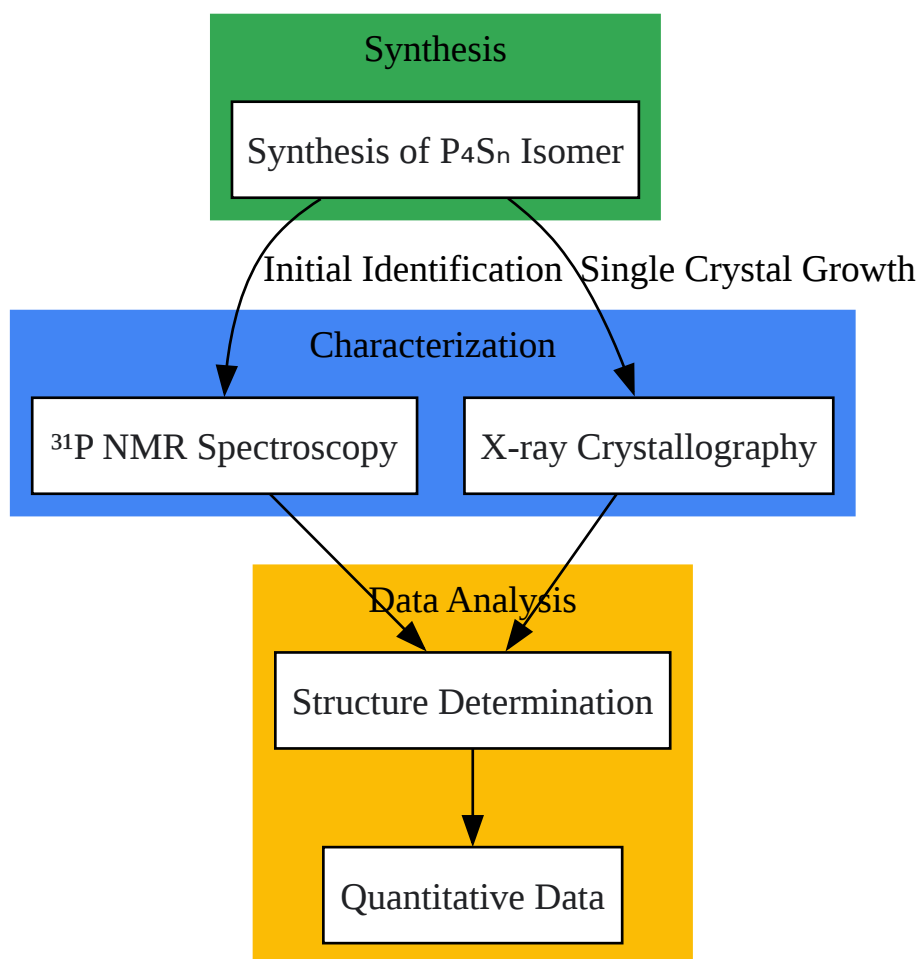 Synthesis
Synthesis of P₄Sₙ Isomer
Initial Identification
Single Crystal Growth
Characterization
³¹P NMR Spectroscopy
X-ray Crystallography
Data Analysis
Structure Determination
Quantitative Data